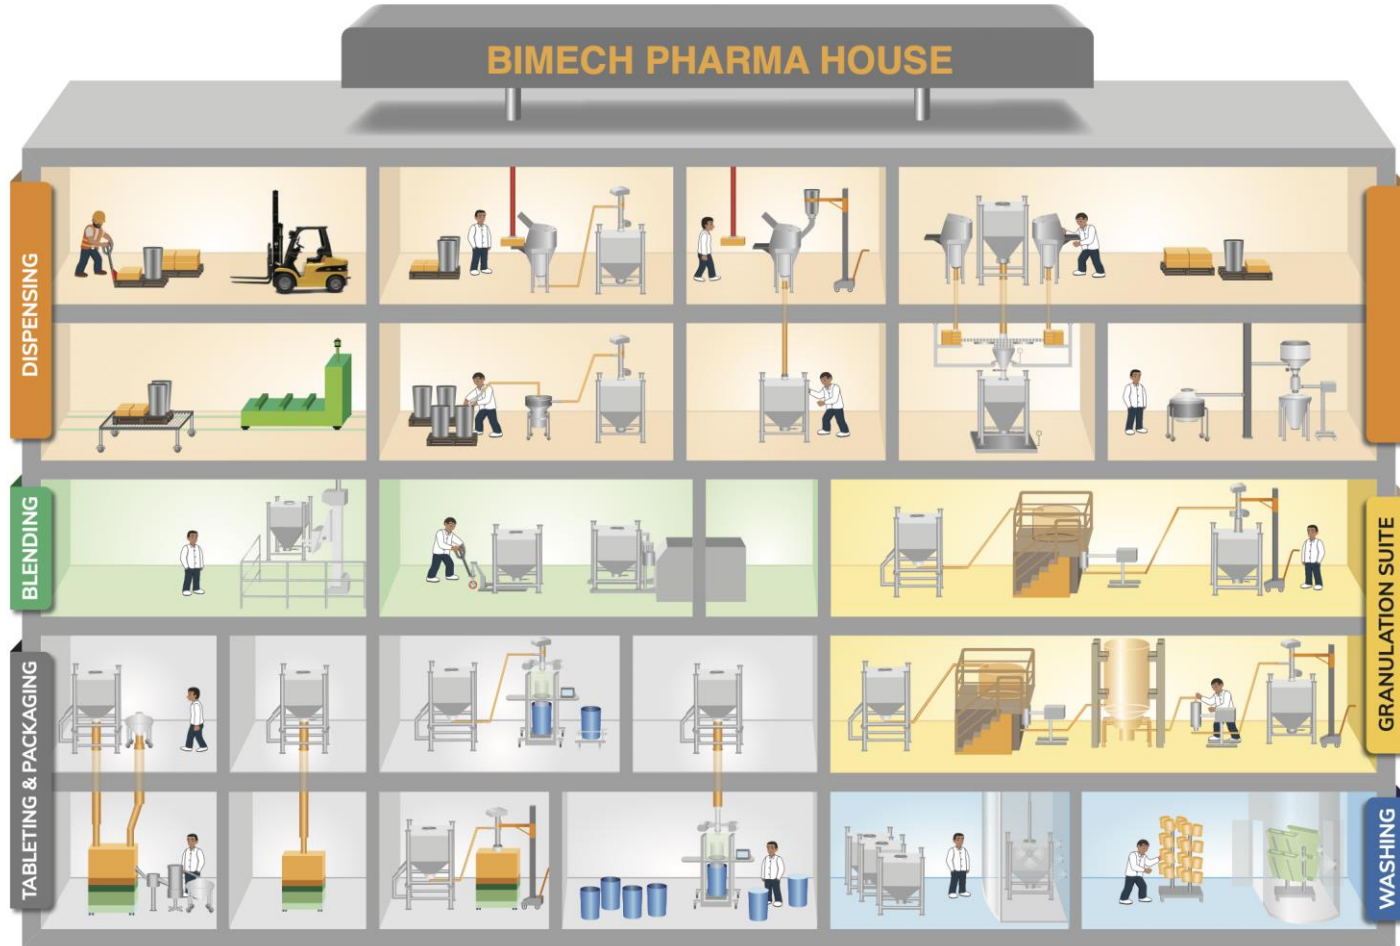 BIMECH PHARMA HOUSE
DISPENSING
BLENDING
GRANULATION SUITE
TABLETING & PACKAGING
WASHING